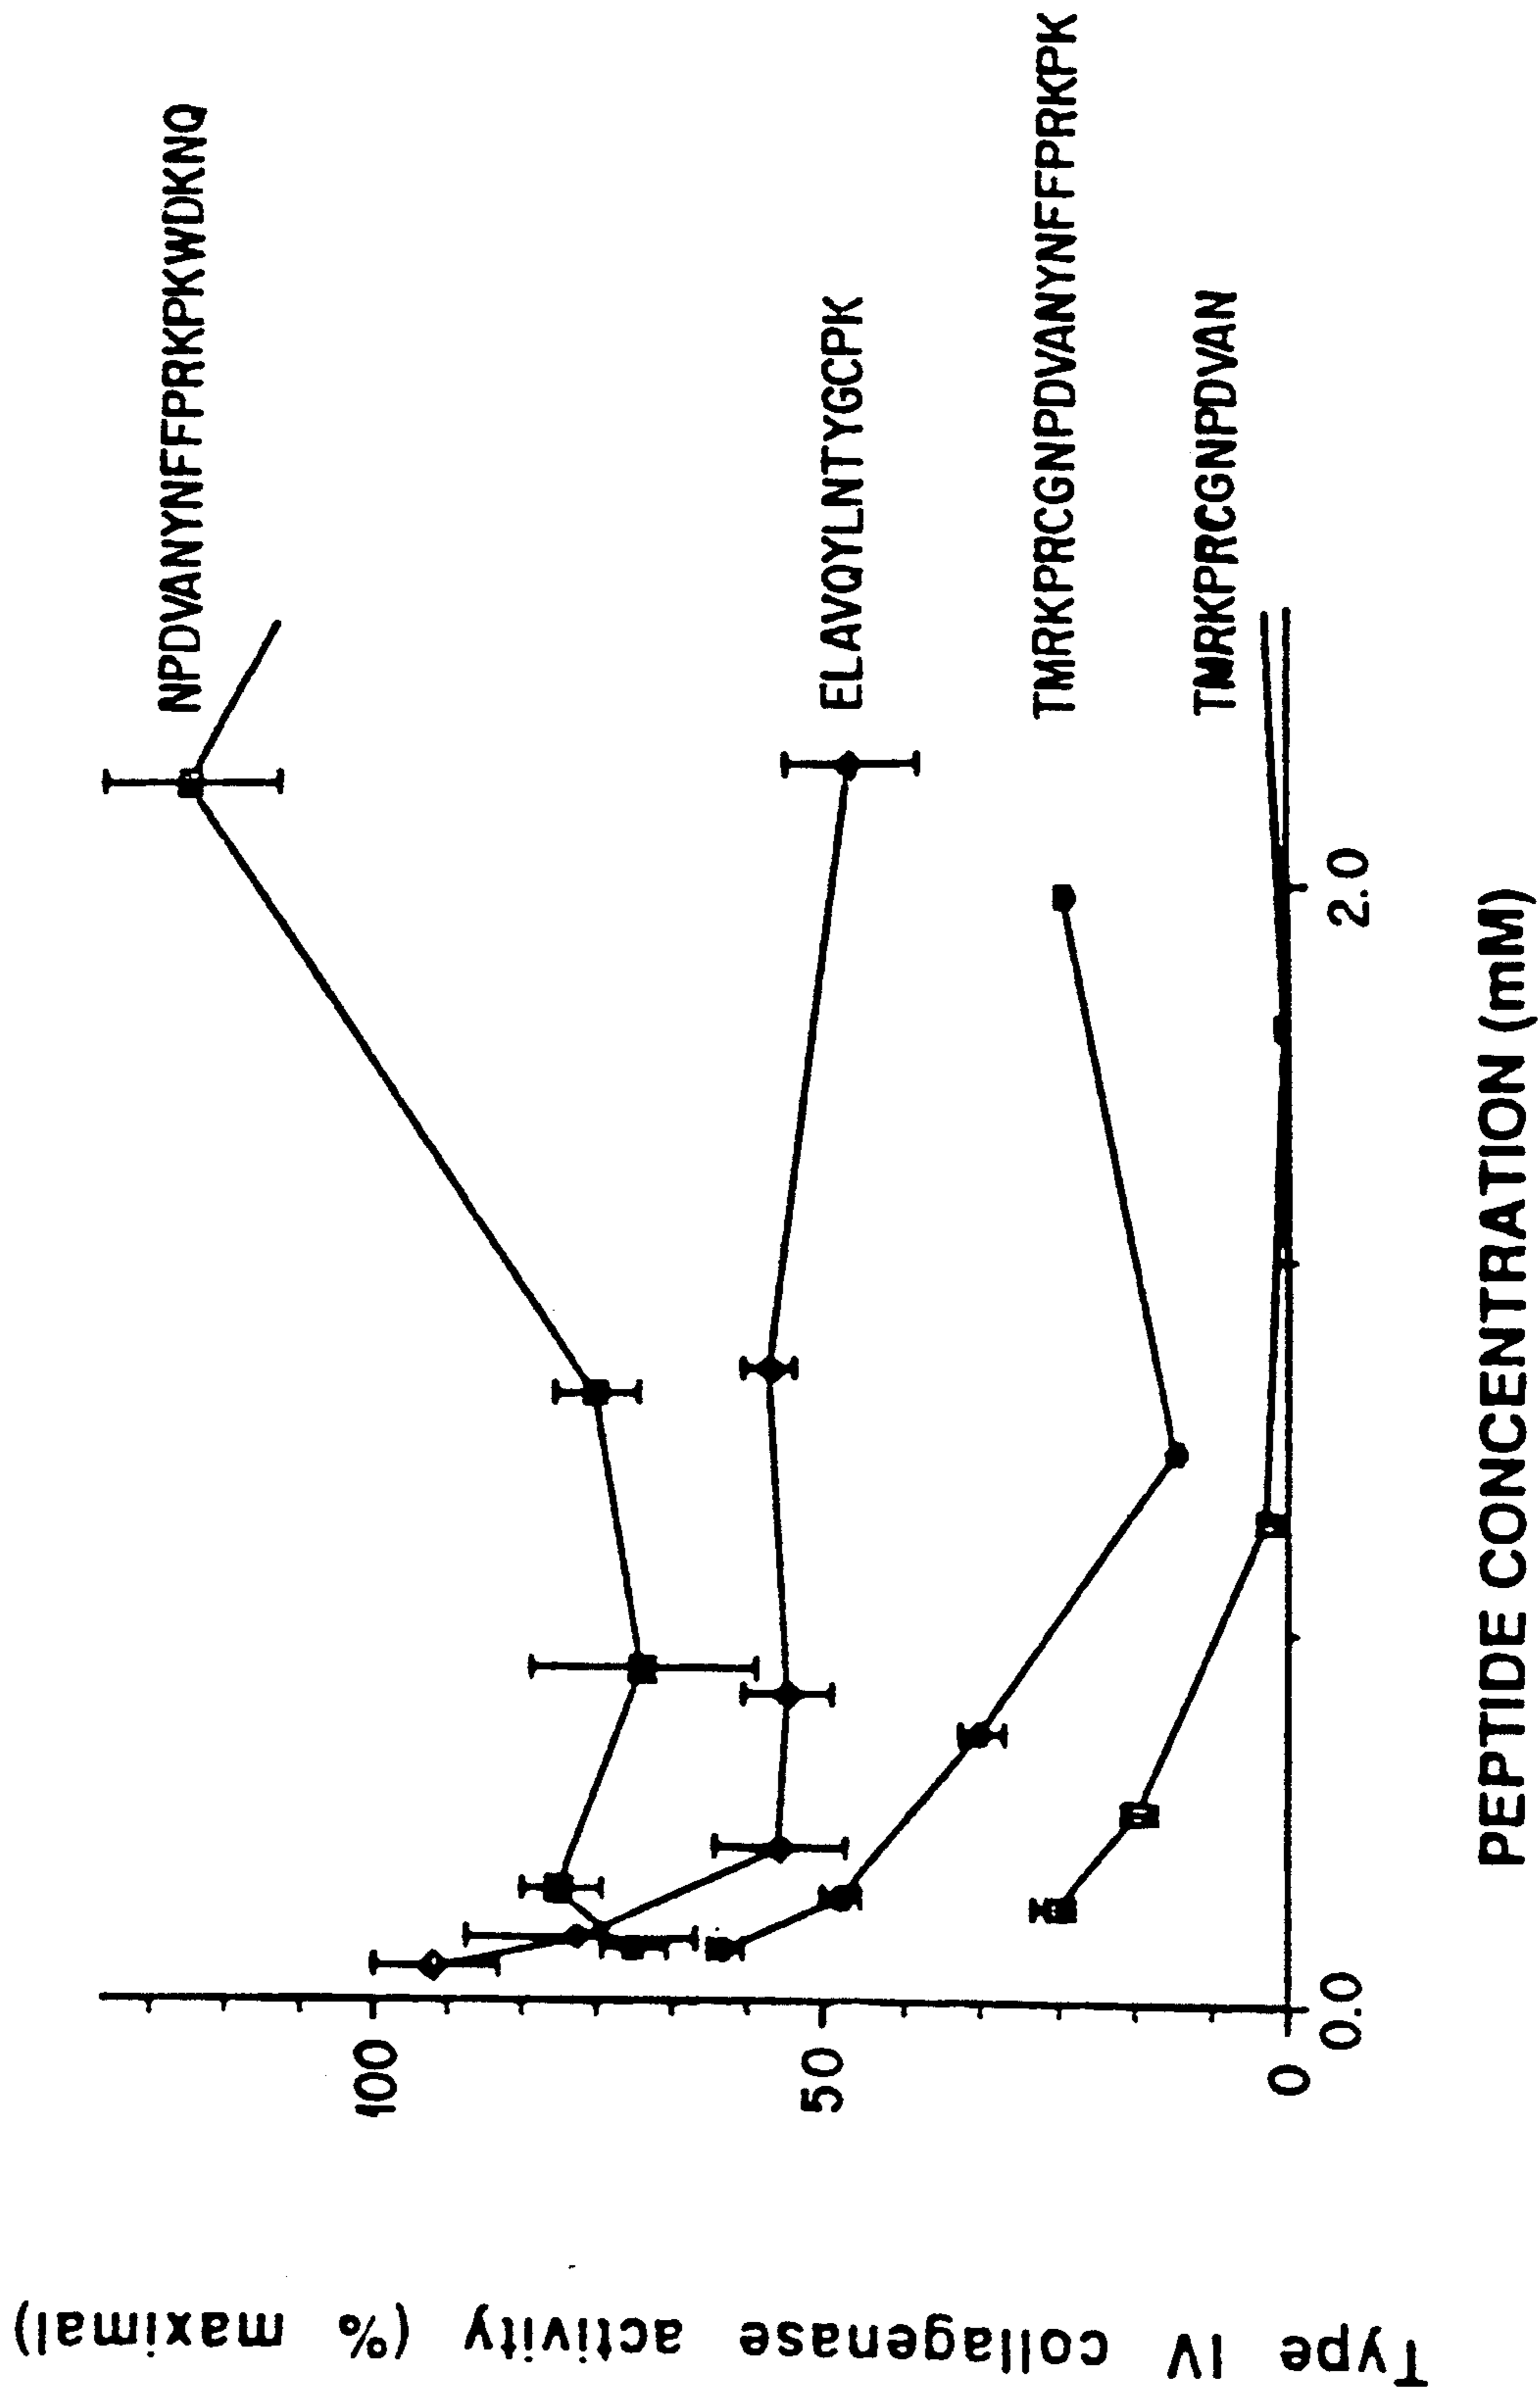 Type IV collagenase activity (% maximal)
100
50
0
0.0
2.0
PEPTIDE CONCENTRATION (mM)
NPDVANYNFFPRKPKWDKNQ
ELAVQYLNTYGCPK
TMRKPRCGNPDVANYNFFPRKPK
TMRKPRCGNPDVAN